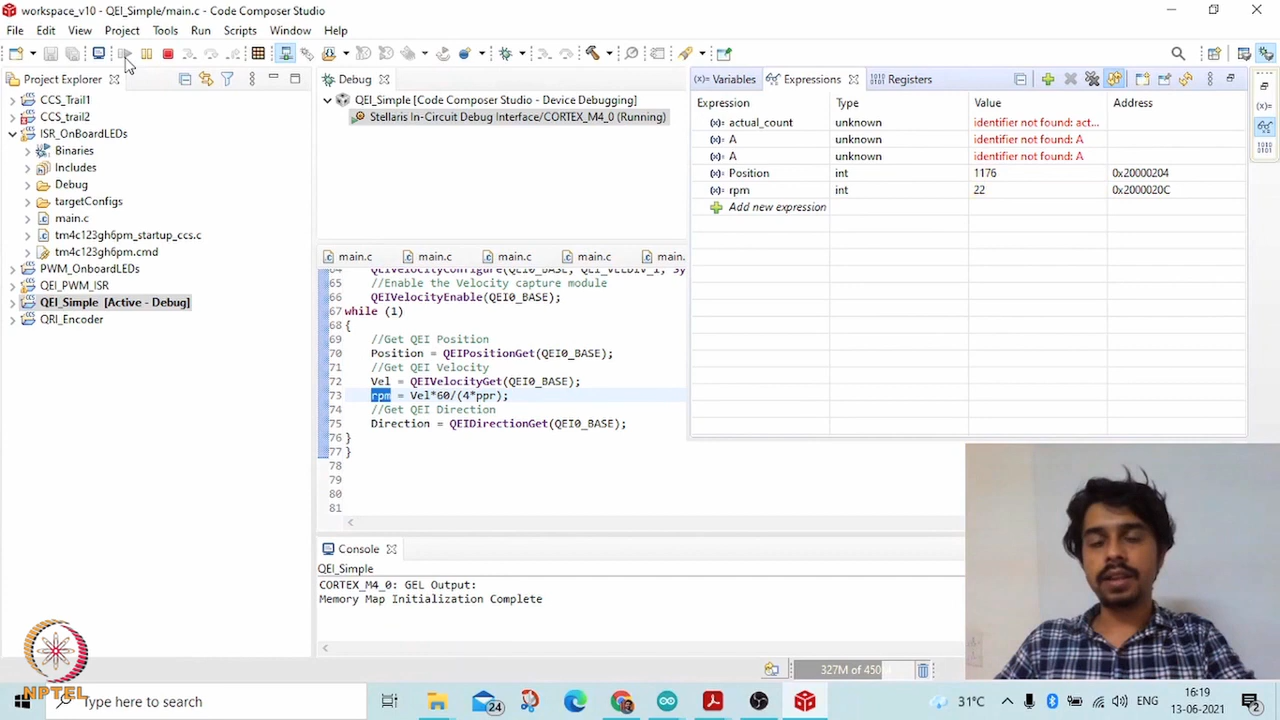 workspace_v10 - QEI_Simple/main.c - Code Composer Studio
File Edit View Project Tools Run Scripts Window Help
Project Explorer
CCS_Trail1
CCS_trail2
ISR_OnBoardLEDs
Binaries
Includes
Debug
targetConfigs
main.c
tm4c123gh6pm_startup_ccs.c
tm4c123gh6pm.cmd
PWM_OnboardLEDs
QEI_PWM_ISR
QEI_Simple [Active - Debug]
QRI_Encoder
Debug
QEI_Simple [Code Composer Studio - Device Debugging]
Stellaris In-Circuit Debug Interface/CORTEX_M4_0 (Running)
(x)= Variables Expressions Registers
Expression Type Value Address
(x)= actual_count unknown identifier not found: act...
(x)= A unknown identifier not found: A
(x)= A unknown identifier not found: A
(x)= Position int 1176 0x20000204
(x)= rpm int 22 0x2000020C
Add new expression
main.c main.c main.c main.c main.
64 QEIVelocityConfigure(QEI0_BASE, QEI_VELDIV_1, Sy
65 //Enable the Velocity capture module
66 QEIVelocityEnable(QEI0_BASE);
67 while (1)
68 {
69 //Get QEI Position
70 Position = QEIPositionGet(QEI0_BASE);
71 //Get QEI Velocity
72 Vel = QEIVelocityGet(QEI0_BASE);
73 rpm = Vel*60/(4*ppr);
74 //Get QEI Direction
75 Direction = QEIDirectionGet(QEI0_BASE);
76 }
77 }
78
79
80
81
Console
QEI_Simple
CORTEX_M4_0: GEL Output:
Memory Map Initialization Complete
327M of 450
NPTEL
Type here to search
24
31°C
ENG
16:19
13-06-2021
2